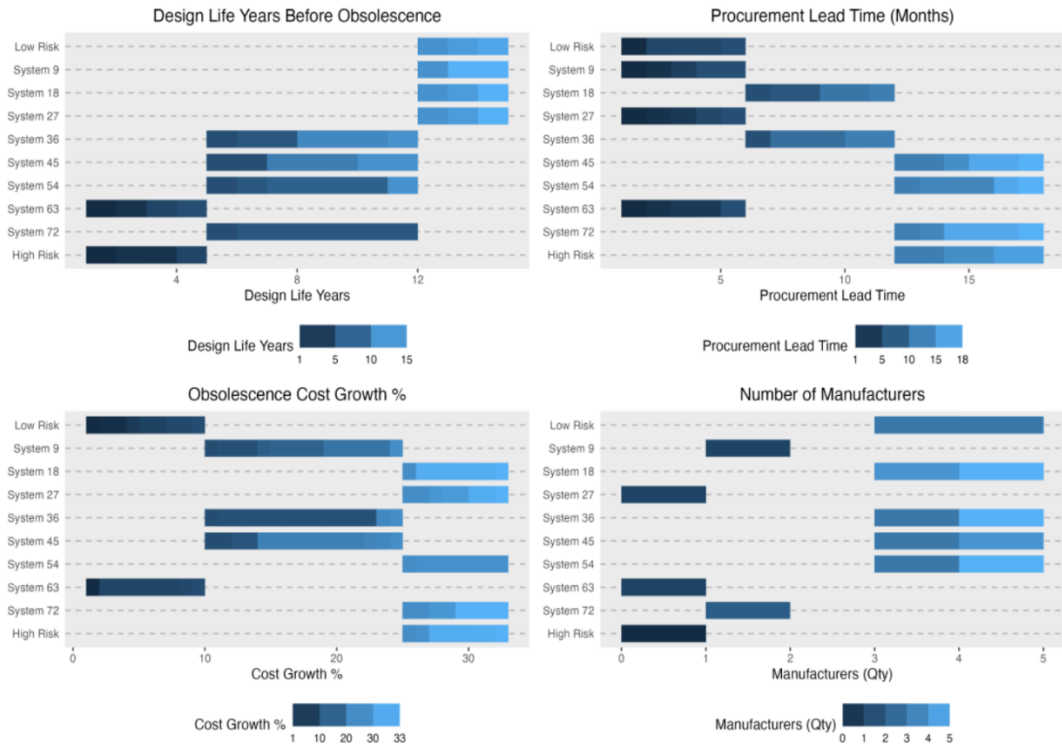 Design Life Years Before Obsolescence
Low Risk
System 9
System 18
System 27
System 36
System 45
System 54
System 63
System 72
High Risk
4 8 12
Design Life Years
Design Life Years
1 5 10 15
Procurement Lead Time (Months)
Low Risk
System 9
System 18
System 27
System 36
System 45
System 54
System 63
System 72
High Risk
5 10 15
Procurement Lead Time
Procurement Lead Time
1 5 10 15 18
Obsolescence Cost Growth %
Low Risk
System 9
System 18
System 27
System 36
System 45
System 54
System 63
System 72
High Risk
0 10 20 30
Cost Growth %
Cost Growth %
1 10 20 30 33
Number of Manufacturers
Low Risk
System 9
System 18
System 27
System 36
System 45
System 54
System 63
System 72
High Risk
0 1 2 3 4 5
Manufacturers (Qty)
Manufacturers (Qty)
0 1 2 3 4 5